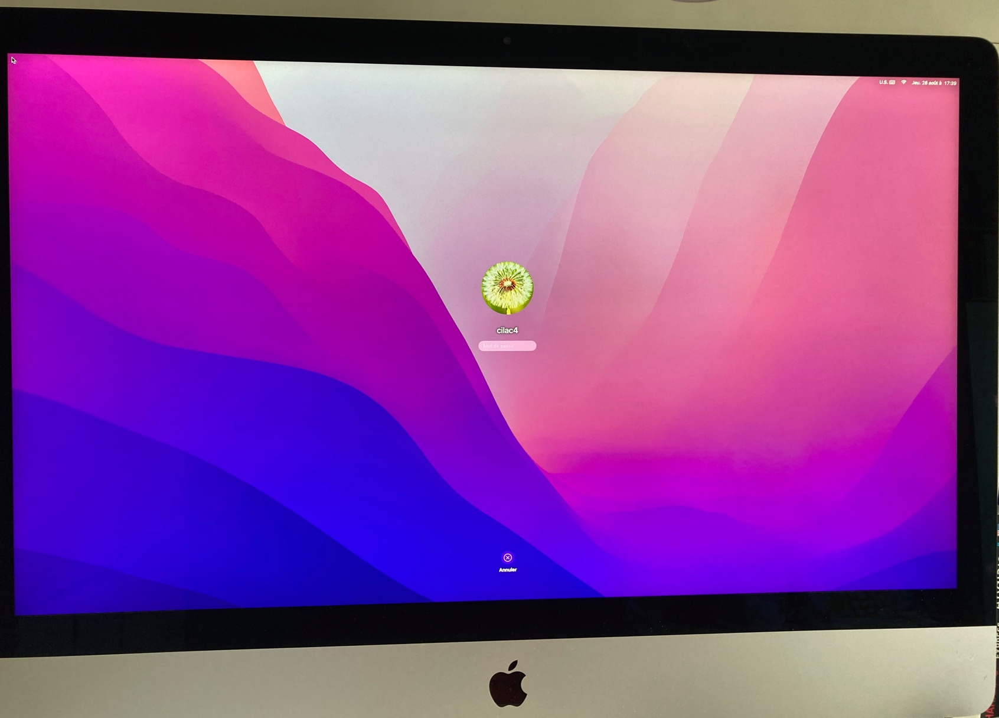 U.S. Jeu. 26 août à 17:39
cilac4
Mot de passe
Annuler